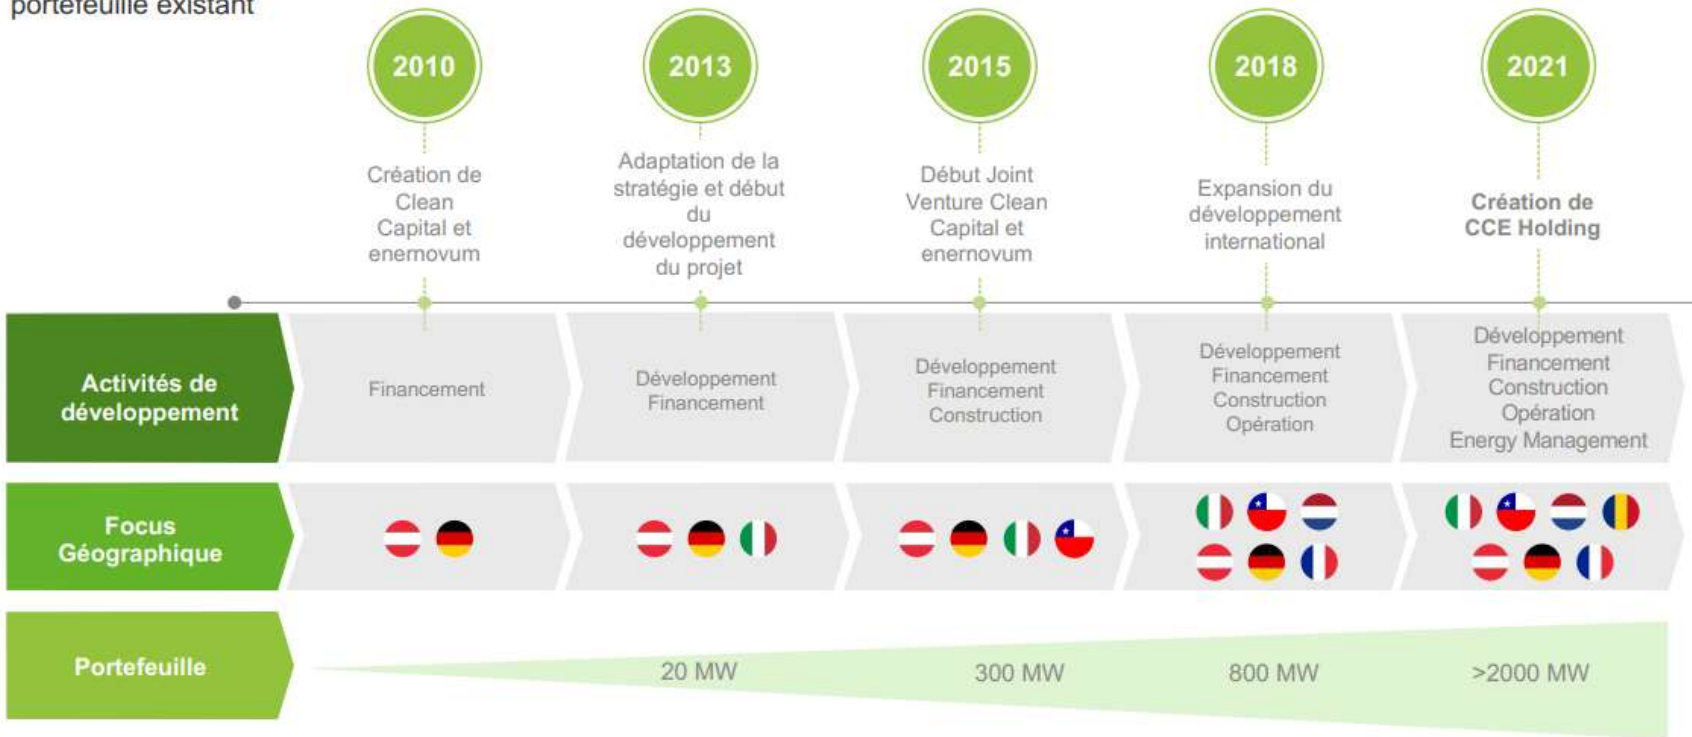 portefeuille existant
2010
2013
2015
2018
2021
Création de
Clean
Capital et
enernovum
Adaptation de la
stratégie et début
du
développement
du projet
Début Joint
Venture Clean
Capital et
enernovum
Expansion du
développement
international
Création de
CCE Holding
Activités de
développement
Financement
Développement
Financement
Développement
Financement
Construction
Développement
Financement
Construction
Opération
Développement
Financement
Construction
Opération
Energy Management
Focus
Géographique
Portefeuille
20 MW
300 MW
800 MW
>2000 MW